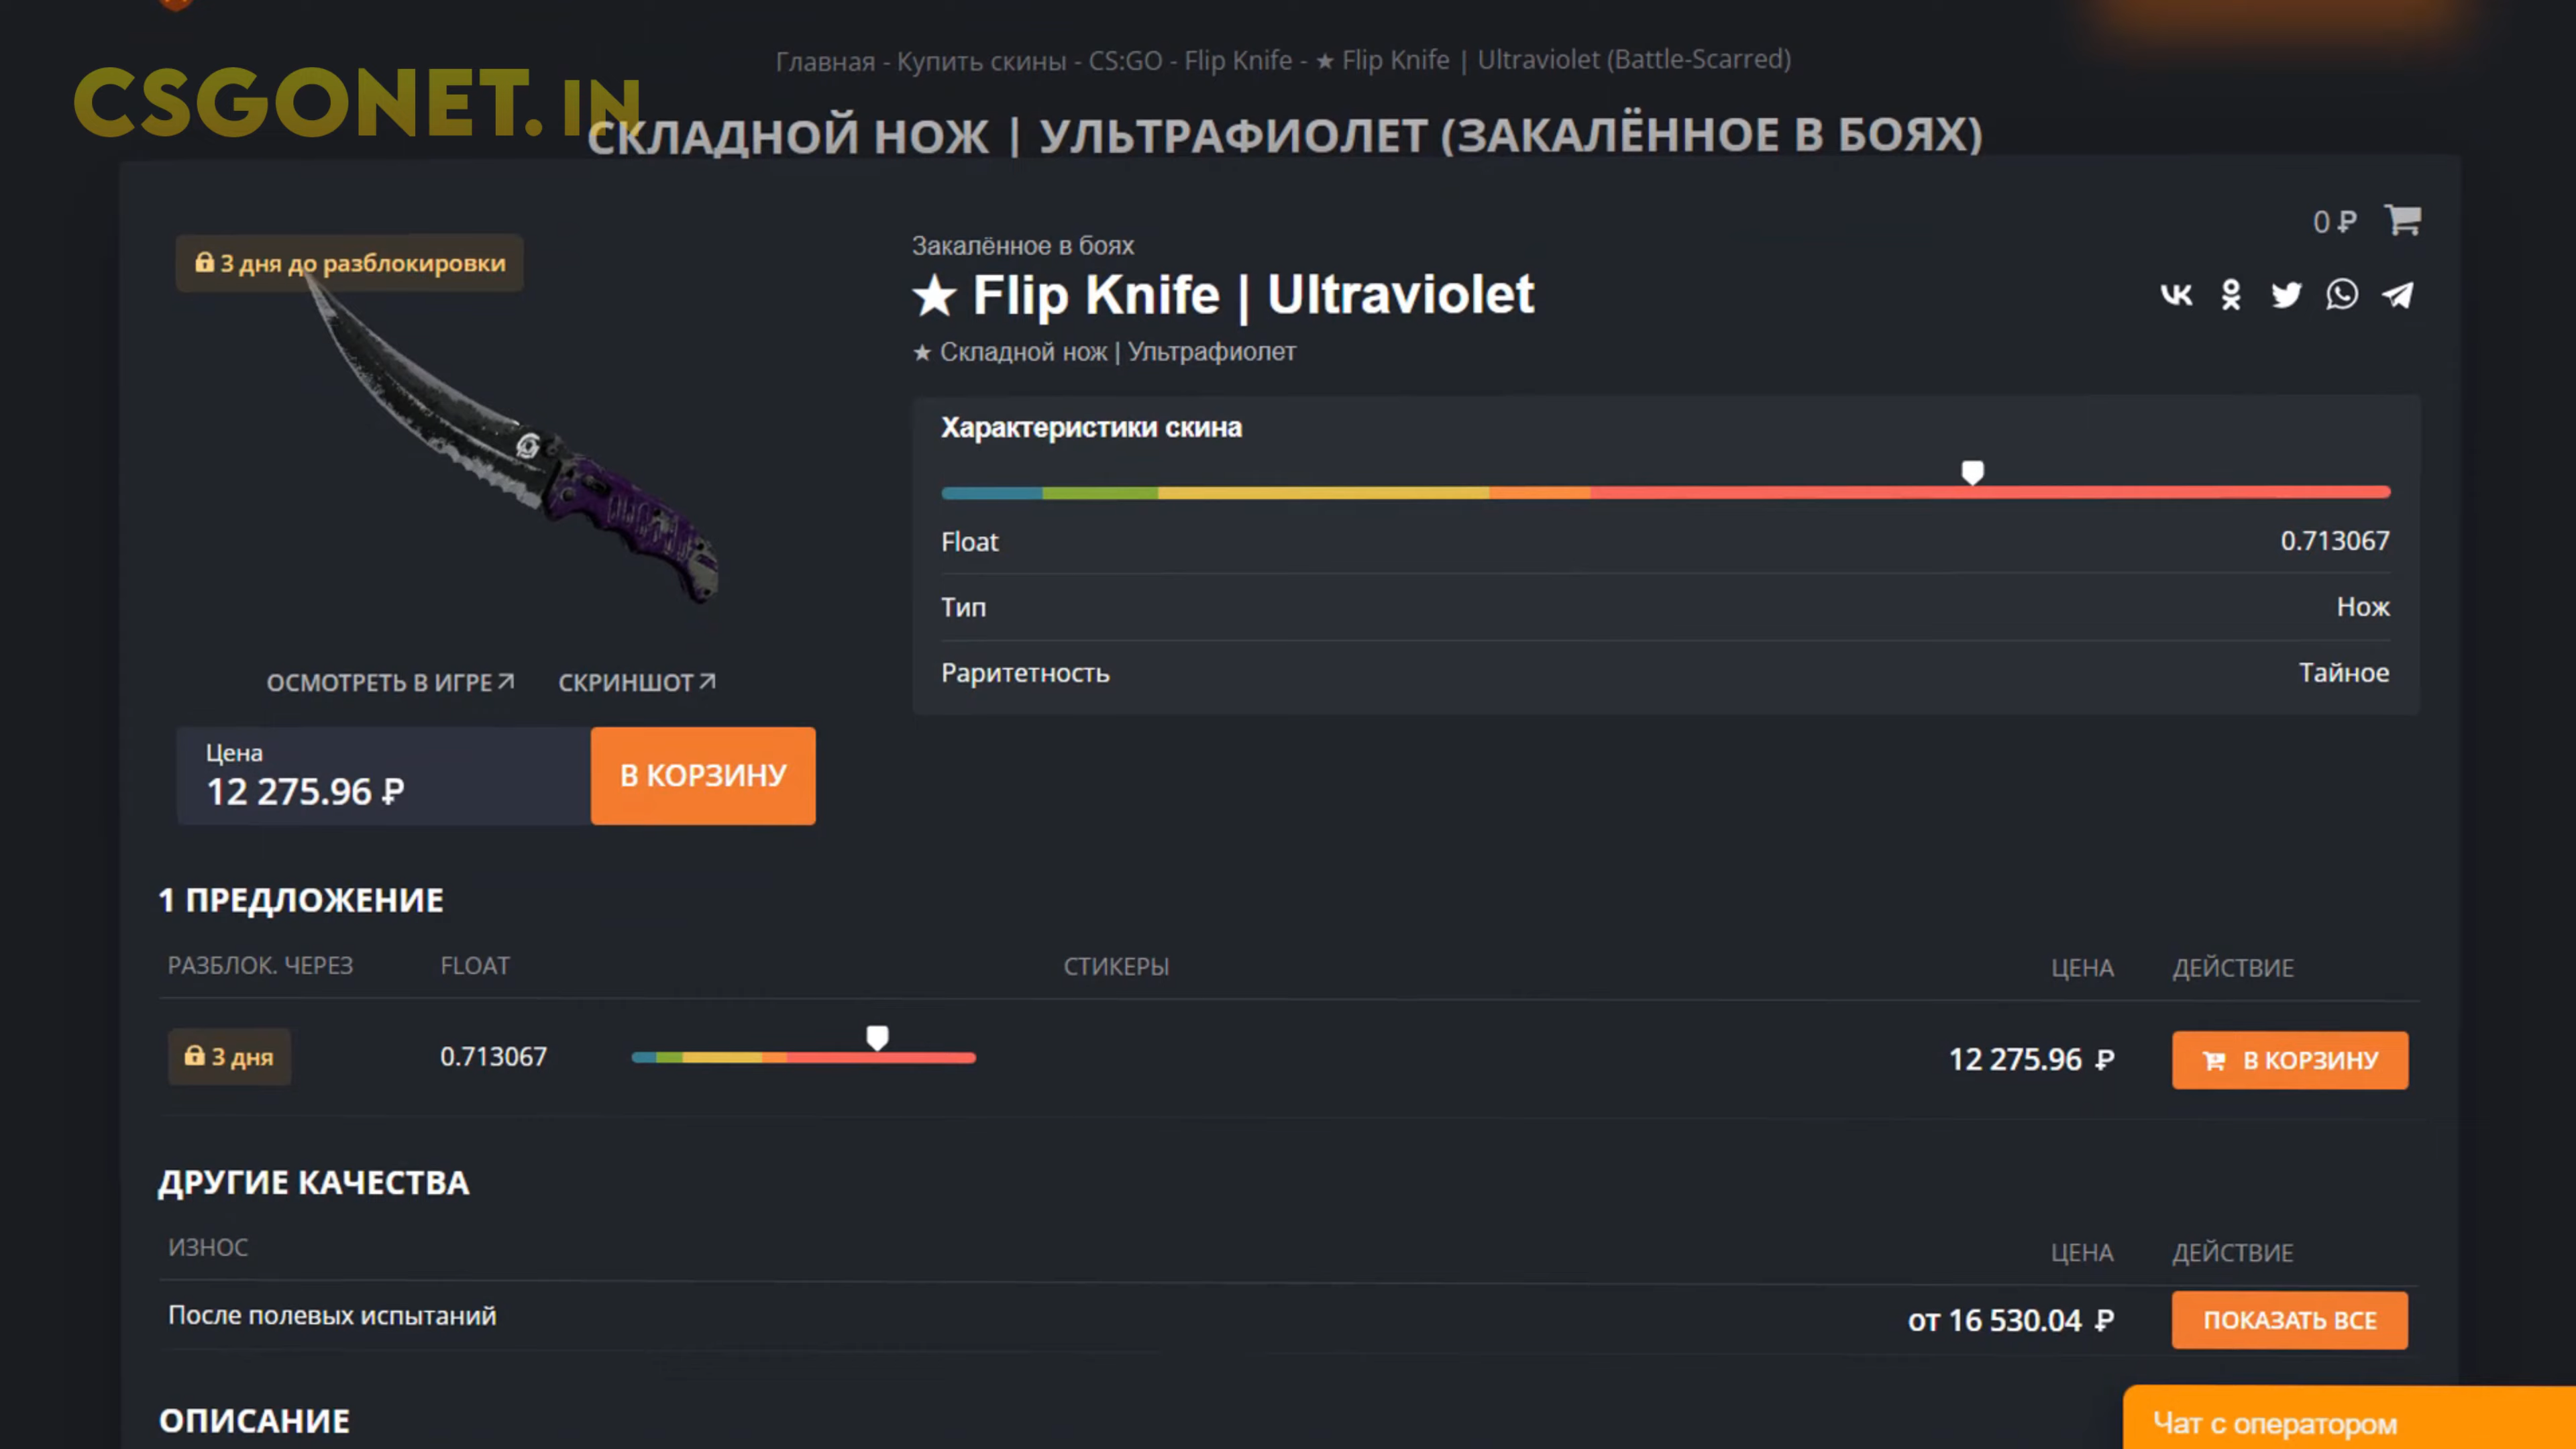 Главная - Купить скины - CS:GO - Flip Knife - ★ Flip Knife | Ultraviolet (Battle-Scarred)
CSGONET.IN
СКЛАДНОЙ НОЖ | УЛЬТРАФИОЛЕТ (ЗАКАЛЁННОЕ В БОЯХ)
0 ₽
3 дня до разблокировки
Закалённое в боях
★ Flip Knife | Ultraviolet
★ Складной нож | Ультрафиолет
Характеристики скина
Float 0.713067
Тип Нож
Раритетность Тайное
ОСМОТРЕТЬ В ИГРЕ СКРИНШОТ
Цена
12 275.96 ₽
В КОРЗИНУ
1 ПРЕДЛОЖЕНИЕ
РАЗБЛОК. ЧЕРЕЗ FLOAT СТИКЕРЫ ЦЕНА ДЕЙСТВИЕ
3 дня 0.713067 12 275.96 ₽ В КОРЗИНУ
ДРУГИЕ КАЧЕСТВА
ИЗНОС ЦЕНА ДЕЙСТВИЕ
После полевых испытаний от 16 530.04 ₽ ПОКАЗАТЬ ВСЕ
ОПИСАНИЕ
Чат с оператором